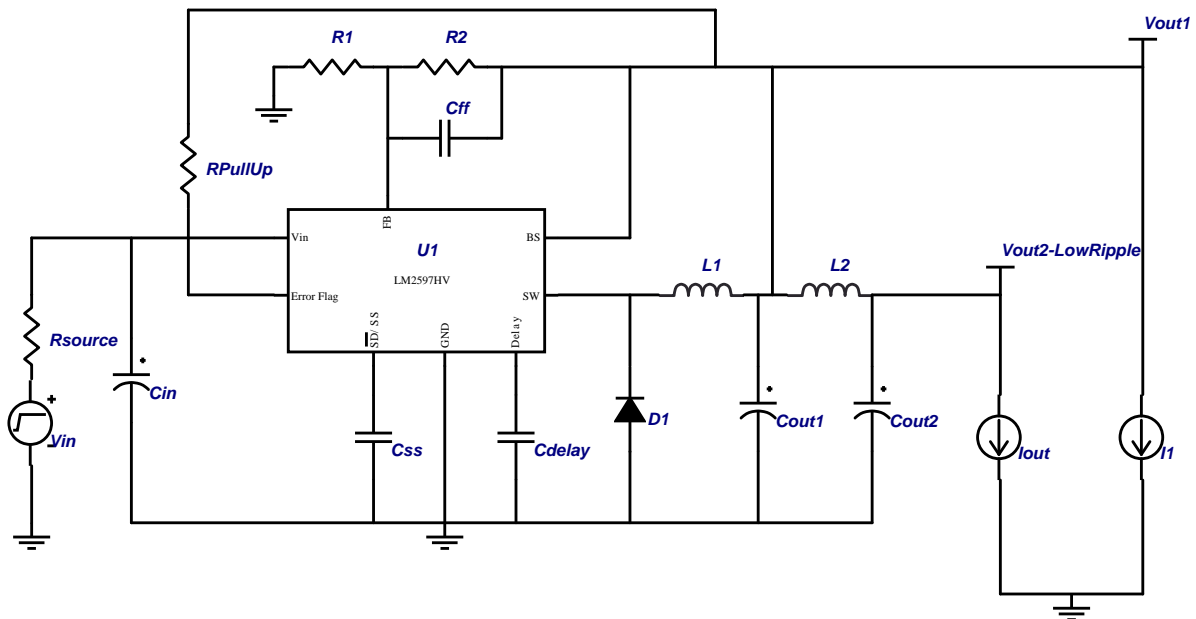 Vout1
R1
R2
Cff
RPullUp
FB
Vin
U1
BS
LM2597HV
Vout2-LowRipple
L1
L2
Error Flag
SW
SD/ SS
GND
Delay
Rsource
Cin
Vin
Css
Cdelay
D1
Cout1
Cout2
Iout
I1